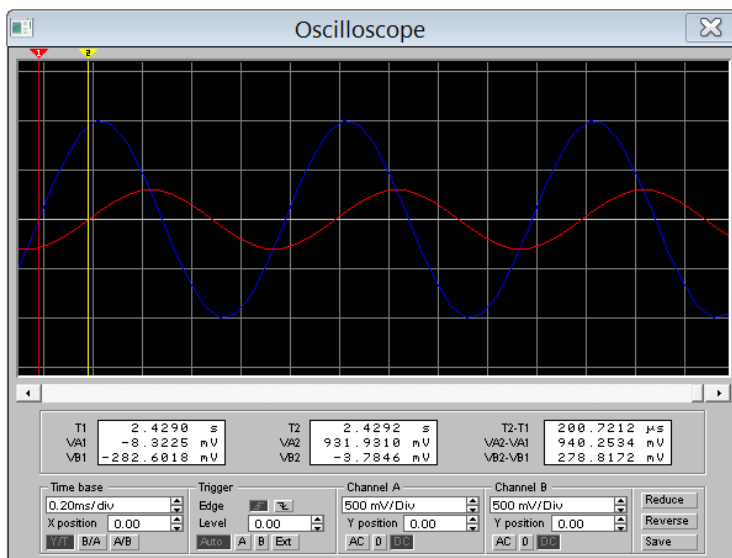 Oscilloscope
1 2
T1 2.4290 s T2 2.4292 s T2-T1 200.7212 µs
VA1 -8.3225 mV VA2 931.9310 mV VA2-VA1 940.2534 mV
VB1 -282.6018 mV VB2 -3.7846 mV VB2-VB1 278.8172 mV
Time base Trigger Channel A Channel B
0.20ms/div Edge 500 mV/Div 500 mV/Div Reduce
X position 0.00 Level 0.00 Y position 0.00 Y position 0.00 Reverse
Y/T B/A A/B Auto A B Ext AC 0 DC AC 0 DC Save